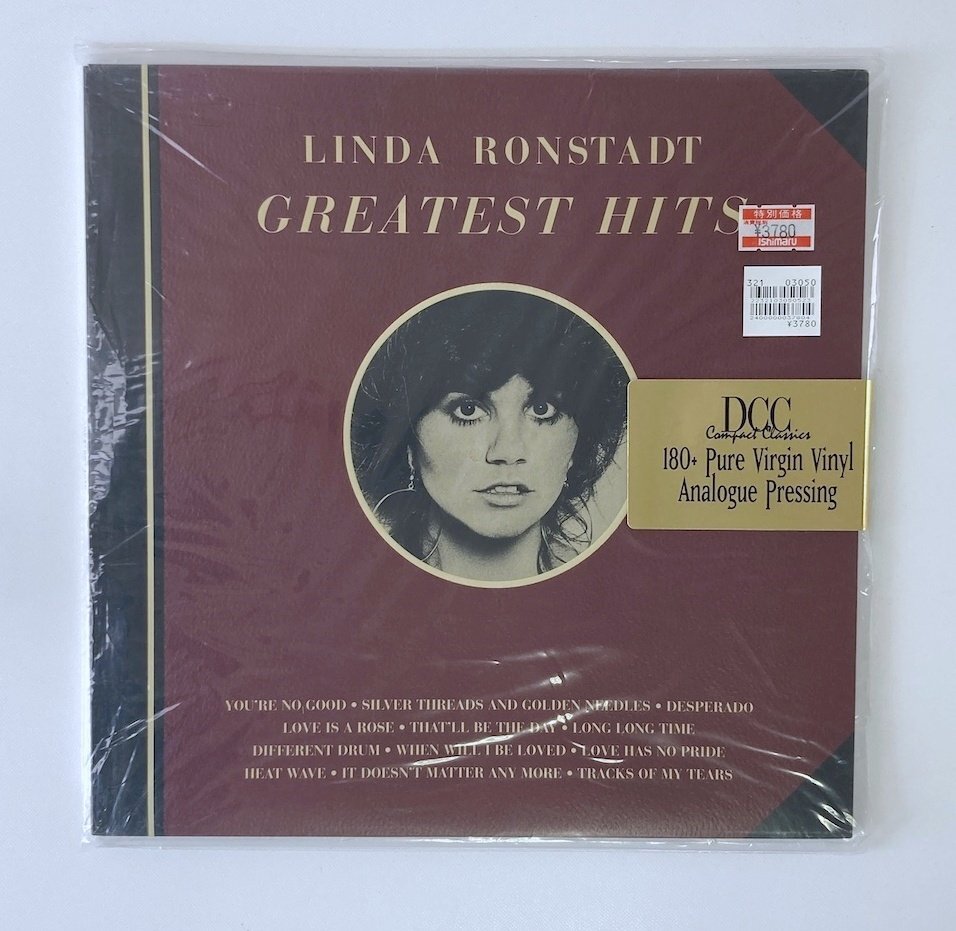 LINDA RONSTADT
GREATEST HITS
特別価格
¥3780
ishimaru
321 03050
¥3780
DCC
Compact Classics
180+ Pure Virgin Vinyl
Analogue Pressing
YOU'RE NO GOOD • SILVER THREADS AND GOLDEN NEEDLES • DESPERADO
LOVE IS A ROSE • THAT'LL BE THE DAY • LONG LONG TIME
DIFFERENT DRUM • WHEN WILL I BE LOVED • LOVE HAS NO PRIDE
HEAT WAVE • IT DOESN'T MATTER ANY MORE • TRACKS OF MY TEARS